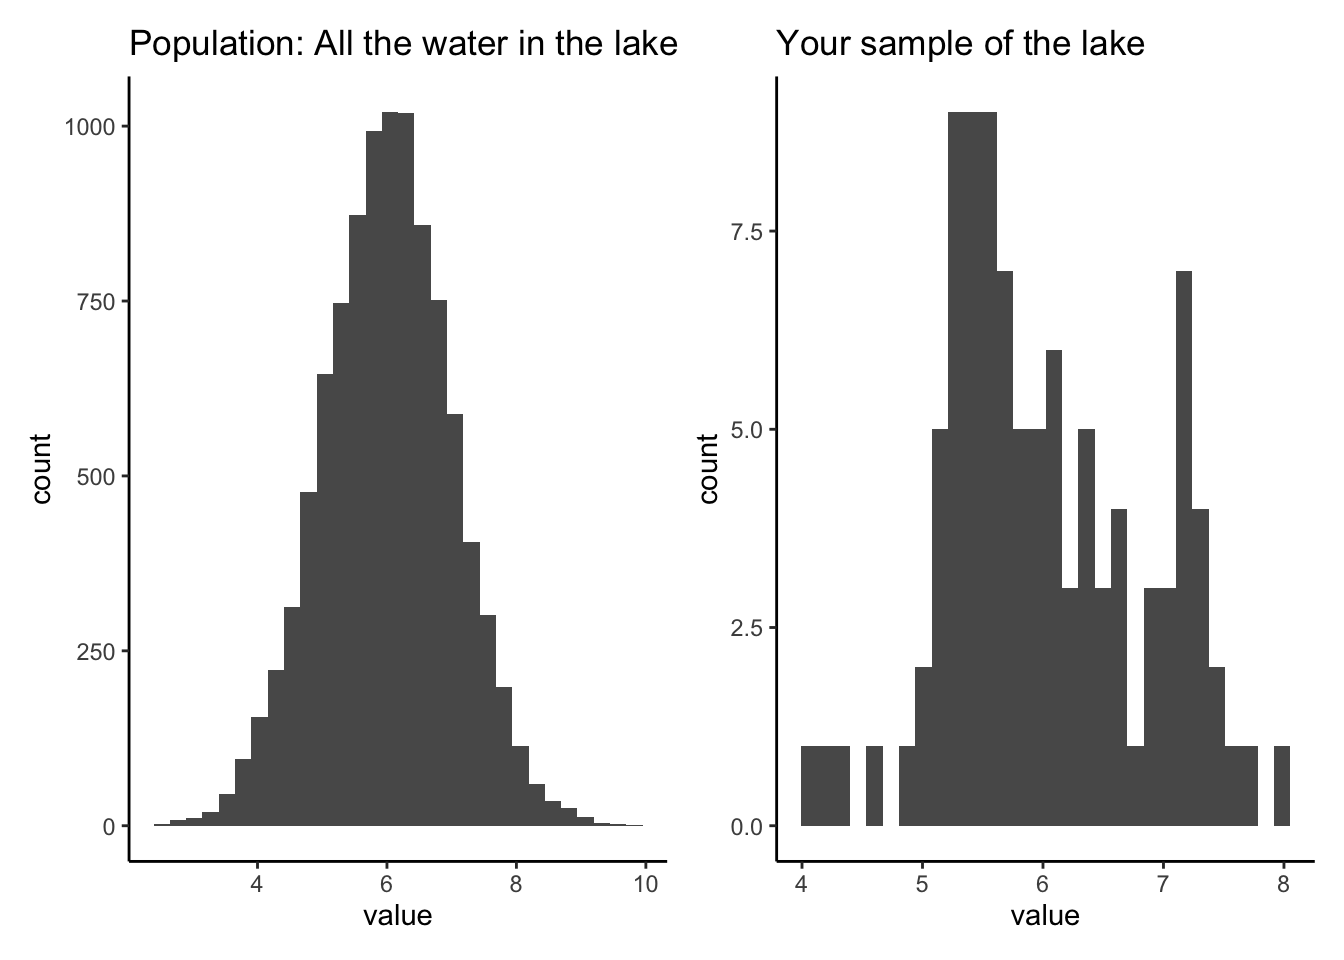 Population: All the water in the lake
count
1000
750
500
250
0
4 6 8 10
value
Your sample of the lake
count
7.5
5.0
2.5
0.0
4 5 6 7 8
value